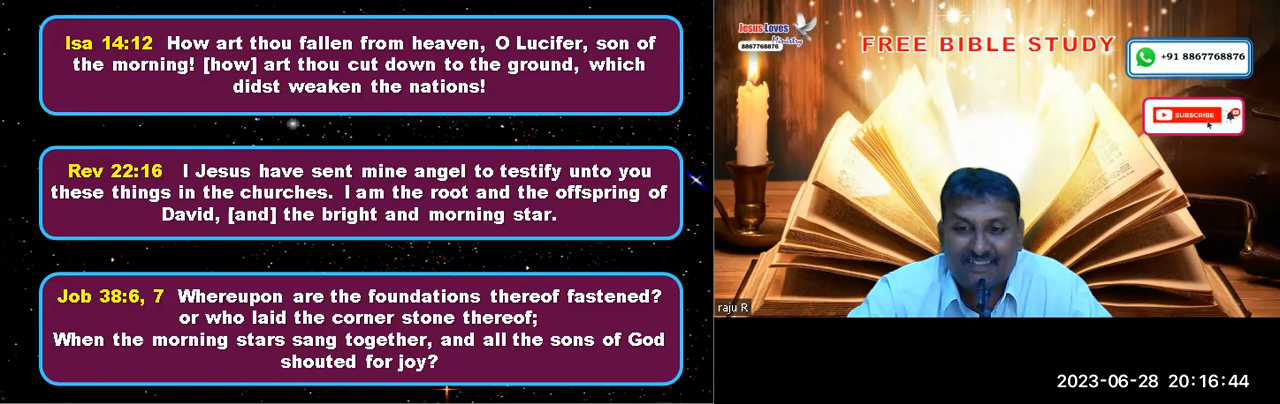 Isa 14:12 How art thou fallen from heaven, O Lucifer, son of
the morning! [how] art thou cut down to the ground, which
didst weaken the nations!
Rev 22:16 I Jesus have sent mine angel to testify unto you
these things in the churches. I am the root and the offspring of
David, [and] the bright and morning star.
Job 38:6, 7 Whereupon are the foundations thereof fastened?
or who laid the corner stone thereof;
When the morning stars sang together, and all the sons of God
shouted for joy?
Jesus Loves
Ministry
8867768876
FREE BIBLE STUDY
+91 8867768876
SUBSCRIBE
raju R
2023-06-28 20:16:44